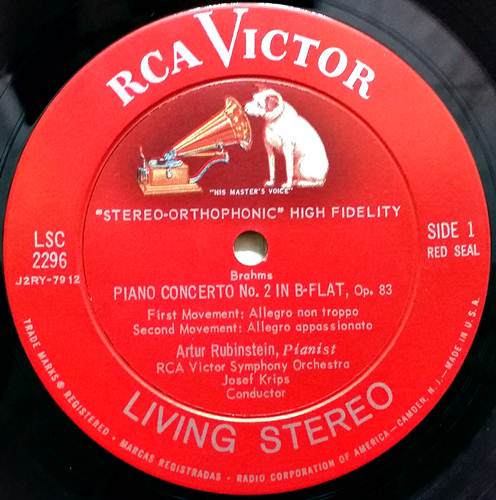 RCA VICTOR
"HIS MASTER'S VOICE"
"STEREO-ORTHOPHONIC" HIGH FIDELITY
LSC
2296
J2RY-7912
SIDE 1
RED SEAL
Brahms
PIANO CONCERTO No. 2 IN B-FLAT, Op. 83
First Movement: Allegro non troppo
Second Movement: Allegro appassionato
Artur Rubinstein, Pianist
RCA Victor Symphony Orchestra
Josef Krips
Conductor
LIVING STEREO
TRADE MARKS ® REGISTERED • MARCAS REGISTRADAS • RADIO CORPORATION OF AMERICA—CAMDEN, N.J.—MADE IN U.S.A.